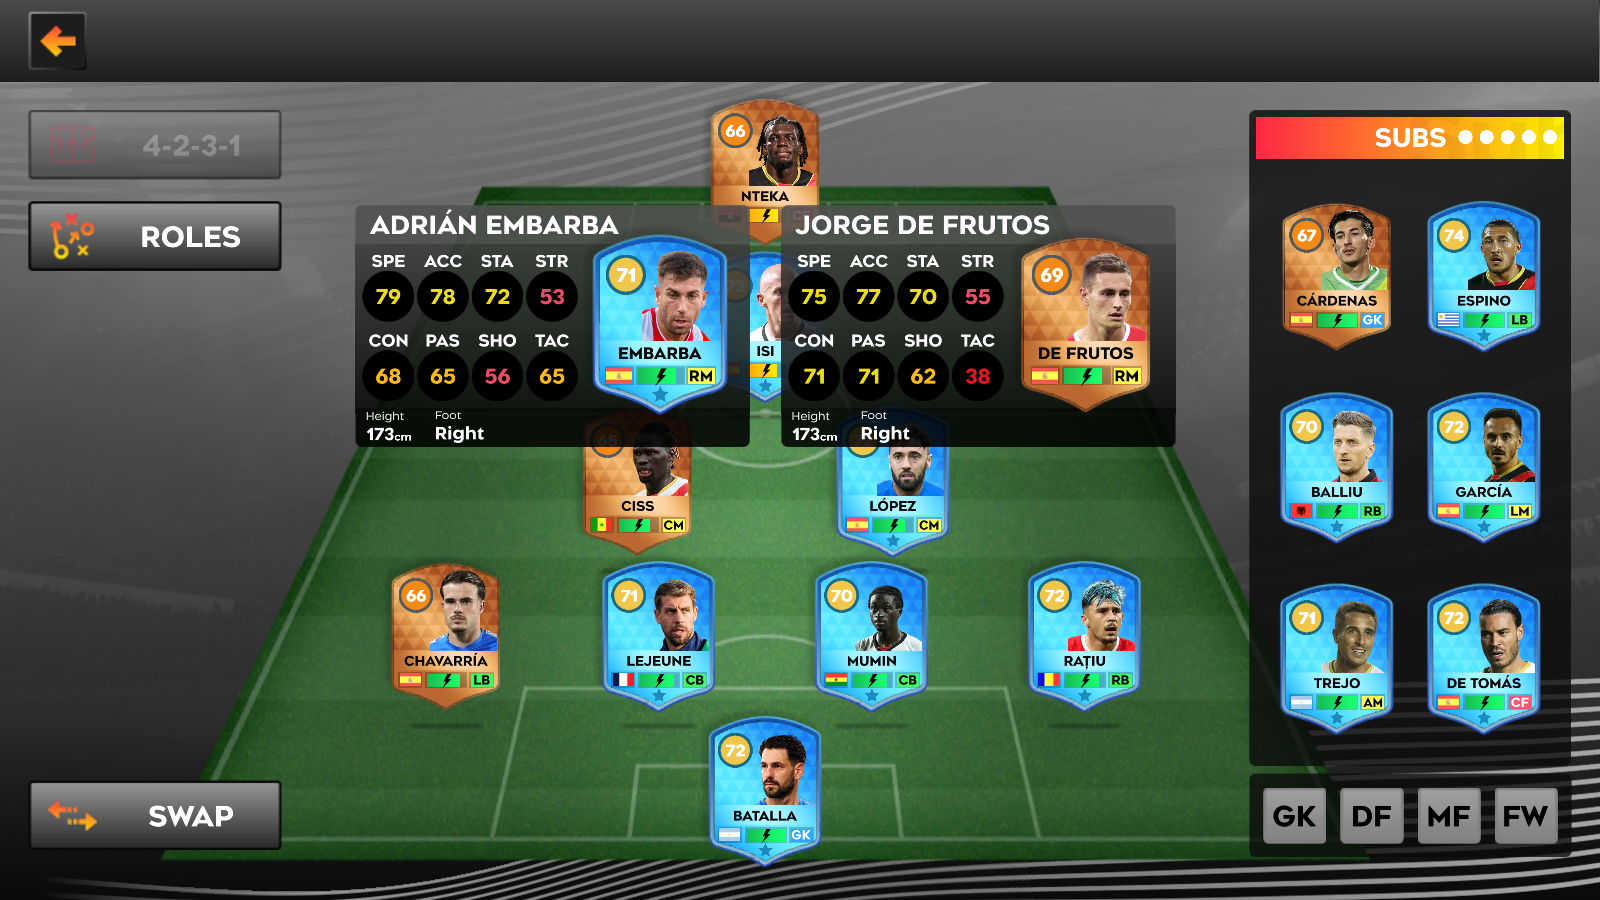 4-2-3-1
ROLES
SWAP
66
NTEKA
ADRIÁN EMBARBA
SPE ACC STA STR
79 78 72 53
CON PAS SHO TAC
68 65 56 65
Height Foot
173cm Right
71
EMBARBA
RM
73
ISI
JORGE DE FRUTOS
SPE ACC STA STR
75 77 70 55
CON PAS SHO TAC
71 71 62 38
Height Foot
173cm Right
69
DE FRUTOS
RM
65
CISS
CM
LÓPEZ
CM
66
CHAVARRÍA
LB
71
LEJEUNE
CB
70
MUMIN
CB
72
RAȚIU
RB
72
BATALLA
GK
SUBS
67
CÁRDENAS
GK
74
ESPINO
LB
70
BALLIU
RB
72
GARCÍA
LM
71
TREJO
AM
72
DE TOMÁS
CF
GK DF MF FW